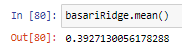 In [80]: basariRidge.mean()
Out[80]: 0.3927130056178288